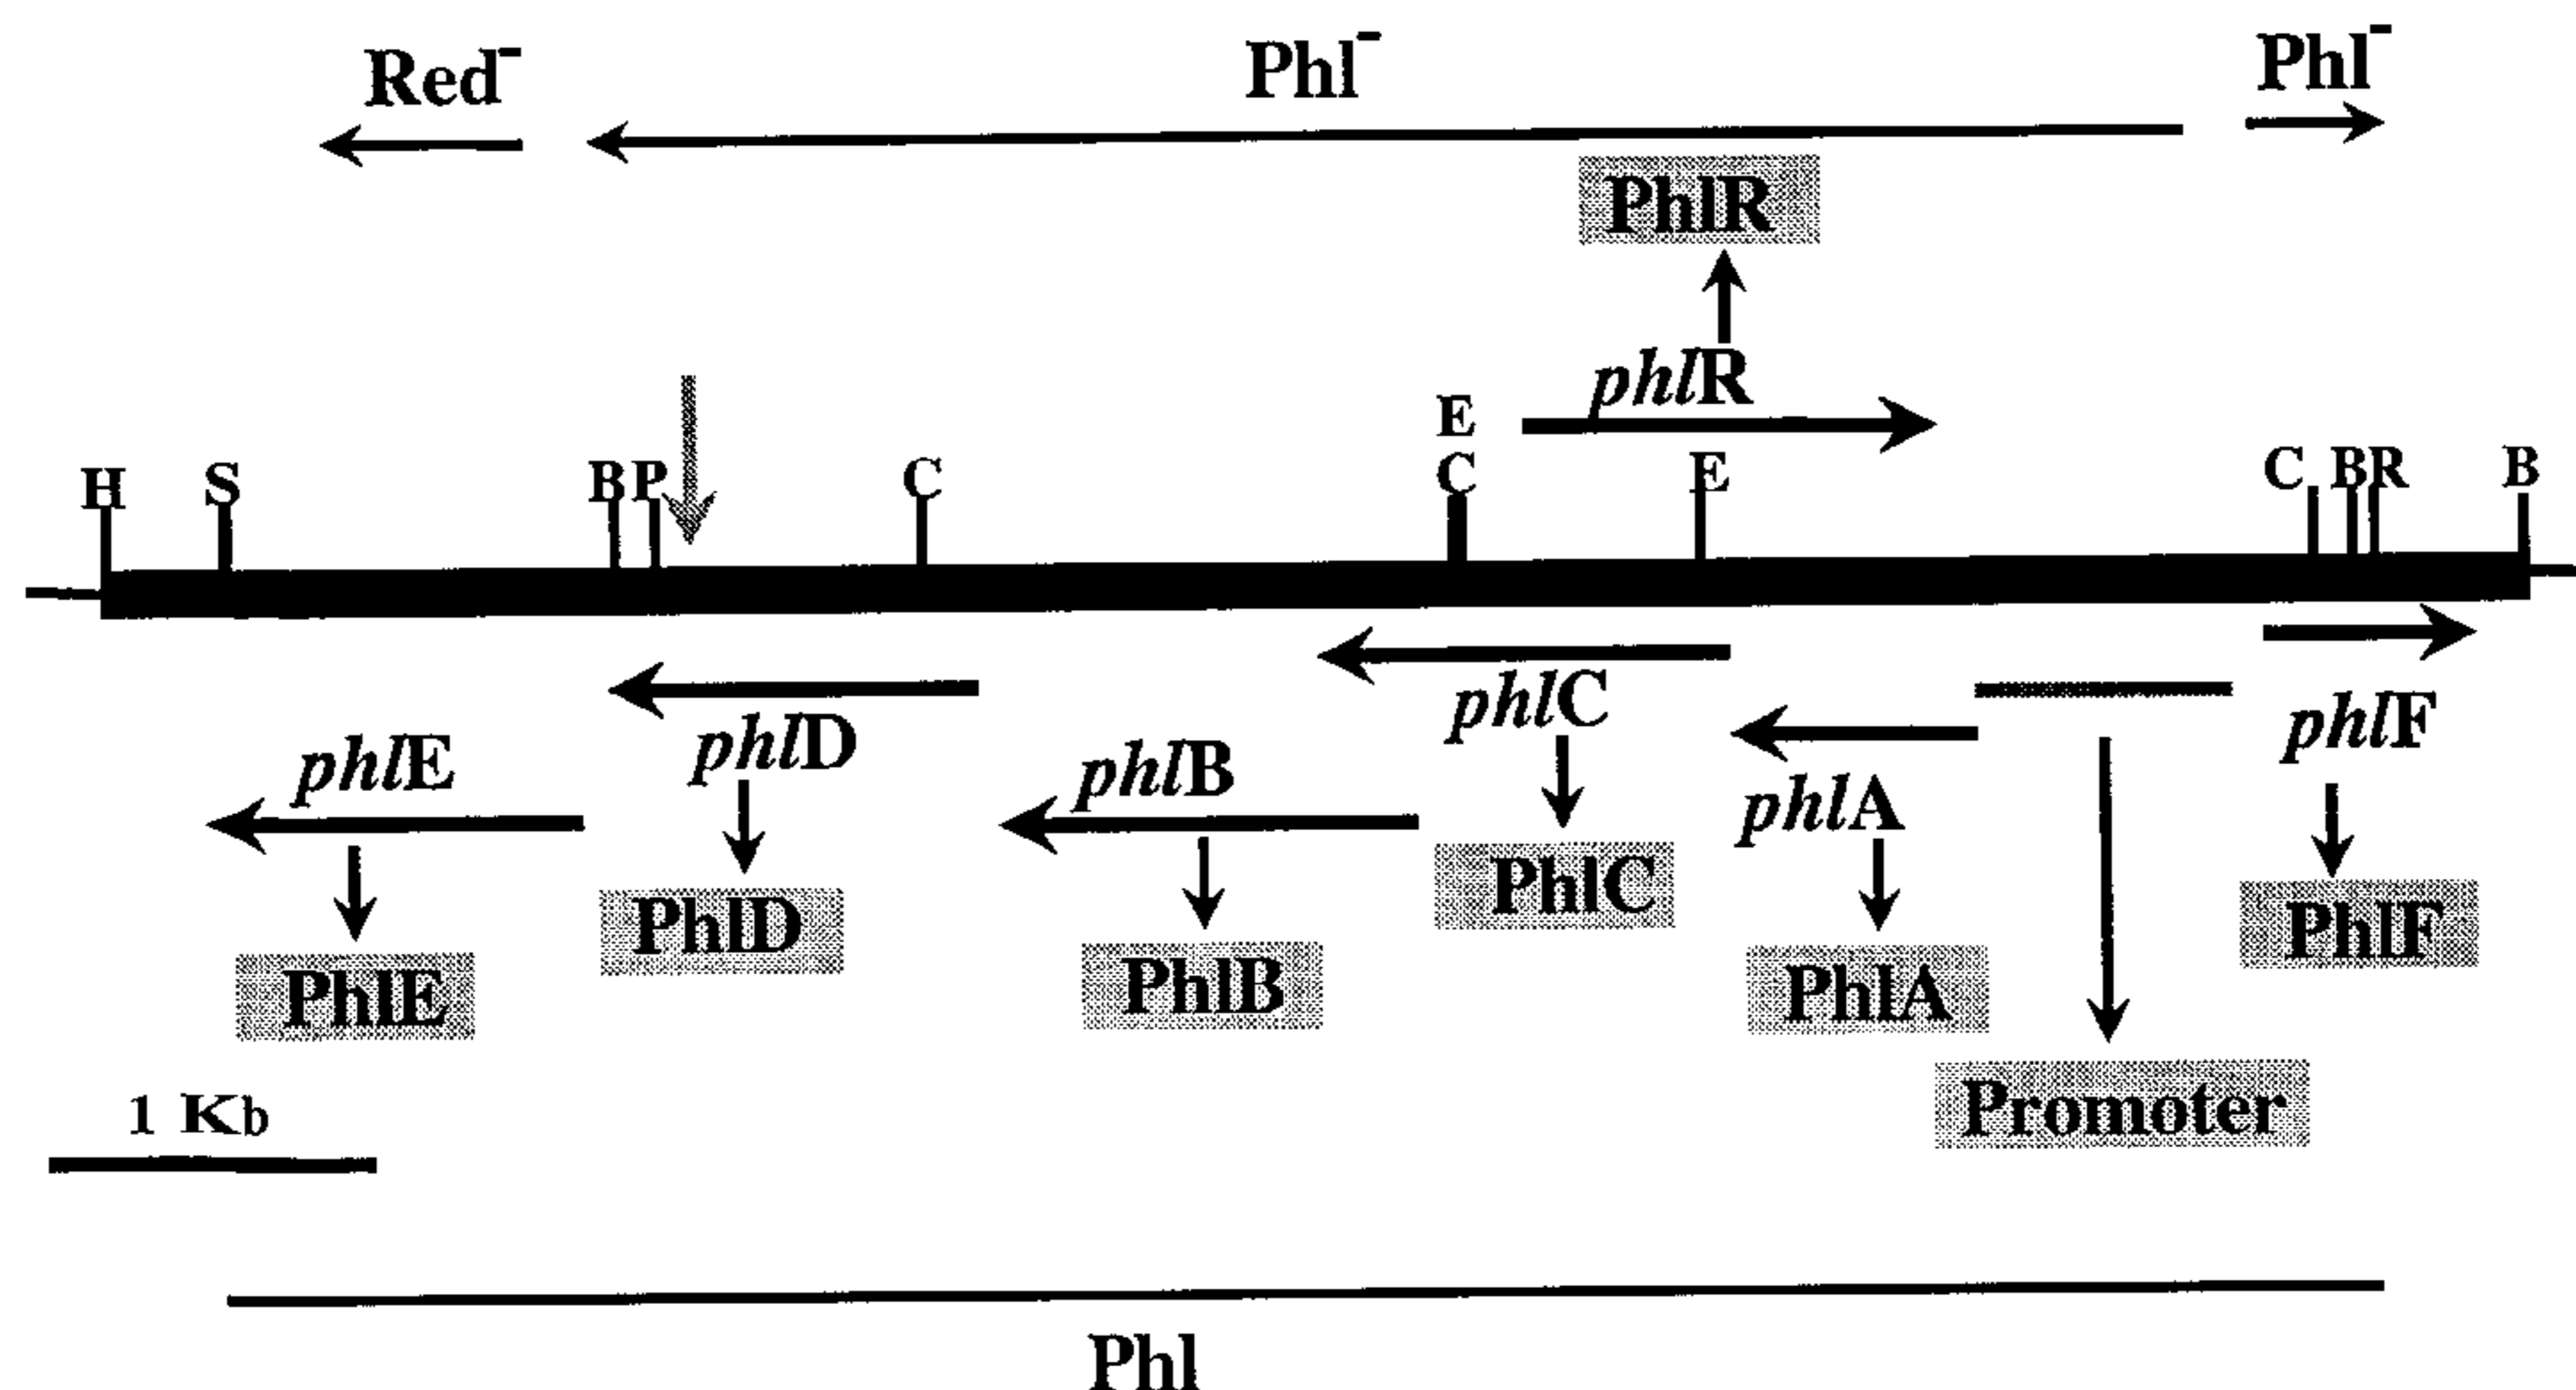 Red⁻ Phl⁻ Phl⁻
PhlR
phlR
E
H S B P C C E C B R B
phlC
phlD phlF
phlE phlB phlA
PhlC
PhlD PhlF
PhlE PhlB PhlA
1 Kb Promoter
Phl